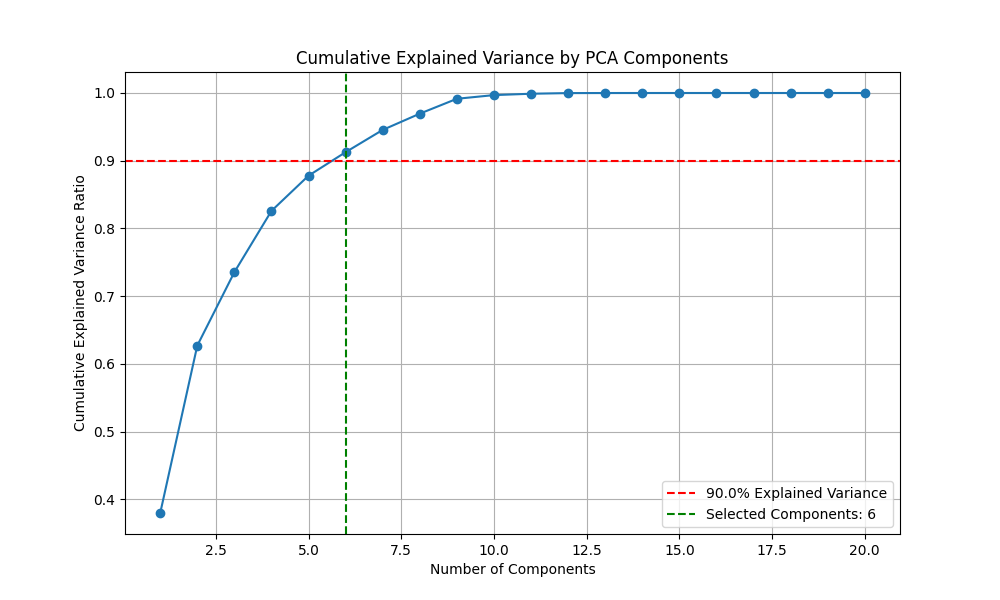 Cumulative Explained Variance by PCA Components
Cumulative Explained Variance Ratio
1.0
0.9
0.8
0.7
0.6
0.5
0.4
90.0% Explained Variance
Selected Components: 6
2.5 5.0 7.5 10.0 12.5 15.0 17.5 20.0
Number of Components